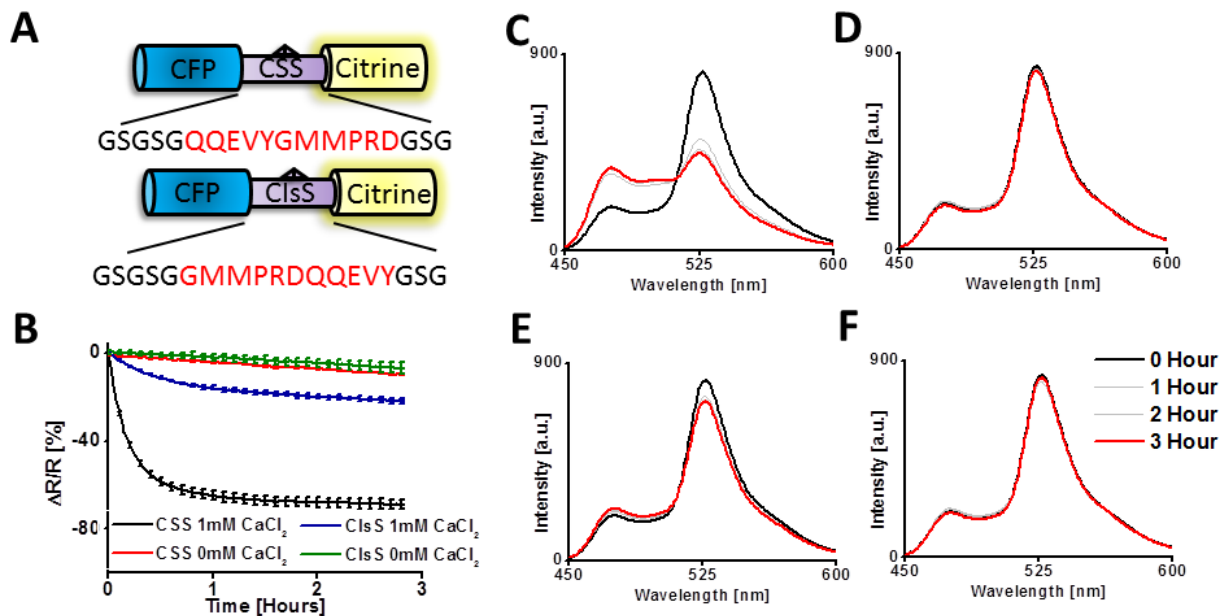 A
CFP CSS Citrine
GSGSGQQEVYGMMPRDGSG
CFP ClsS Citrine
GSGSGGMMPRDQQEVYGSG
B
0
-40
-80
ΔR/R [%]
CSS 1mM CaCl2
CSS 0mM CaCl2
ClsS 1mM CaCl2
ClsS 0mM CaCl2
0 1 2 3
Time [Hours]
C
900
Intensity [a.u.]
0
450 525 600
Wavelength [nm]
D
900
Intensity [a.u.]
0
450 525 600
Wavelength [nm]
E
900
Intensity [a.u.]
0
450 525 600
Wavelength [nm]
F
900
Intensity [a.u.]
0
450 525 600
Wavelength [nm]
0 Hour
1 Hour
2 Hour
3 Hour